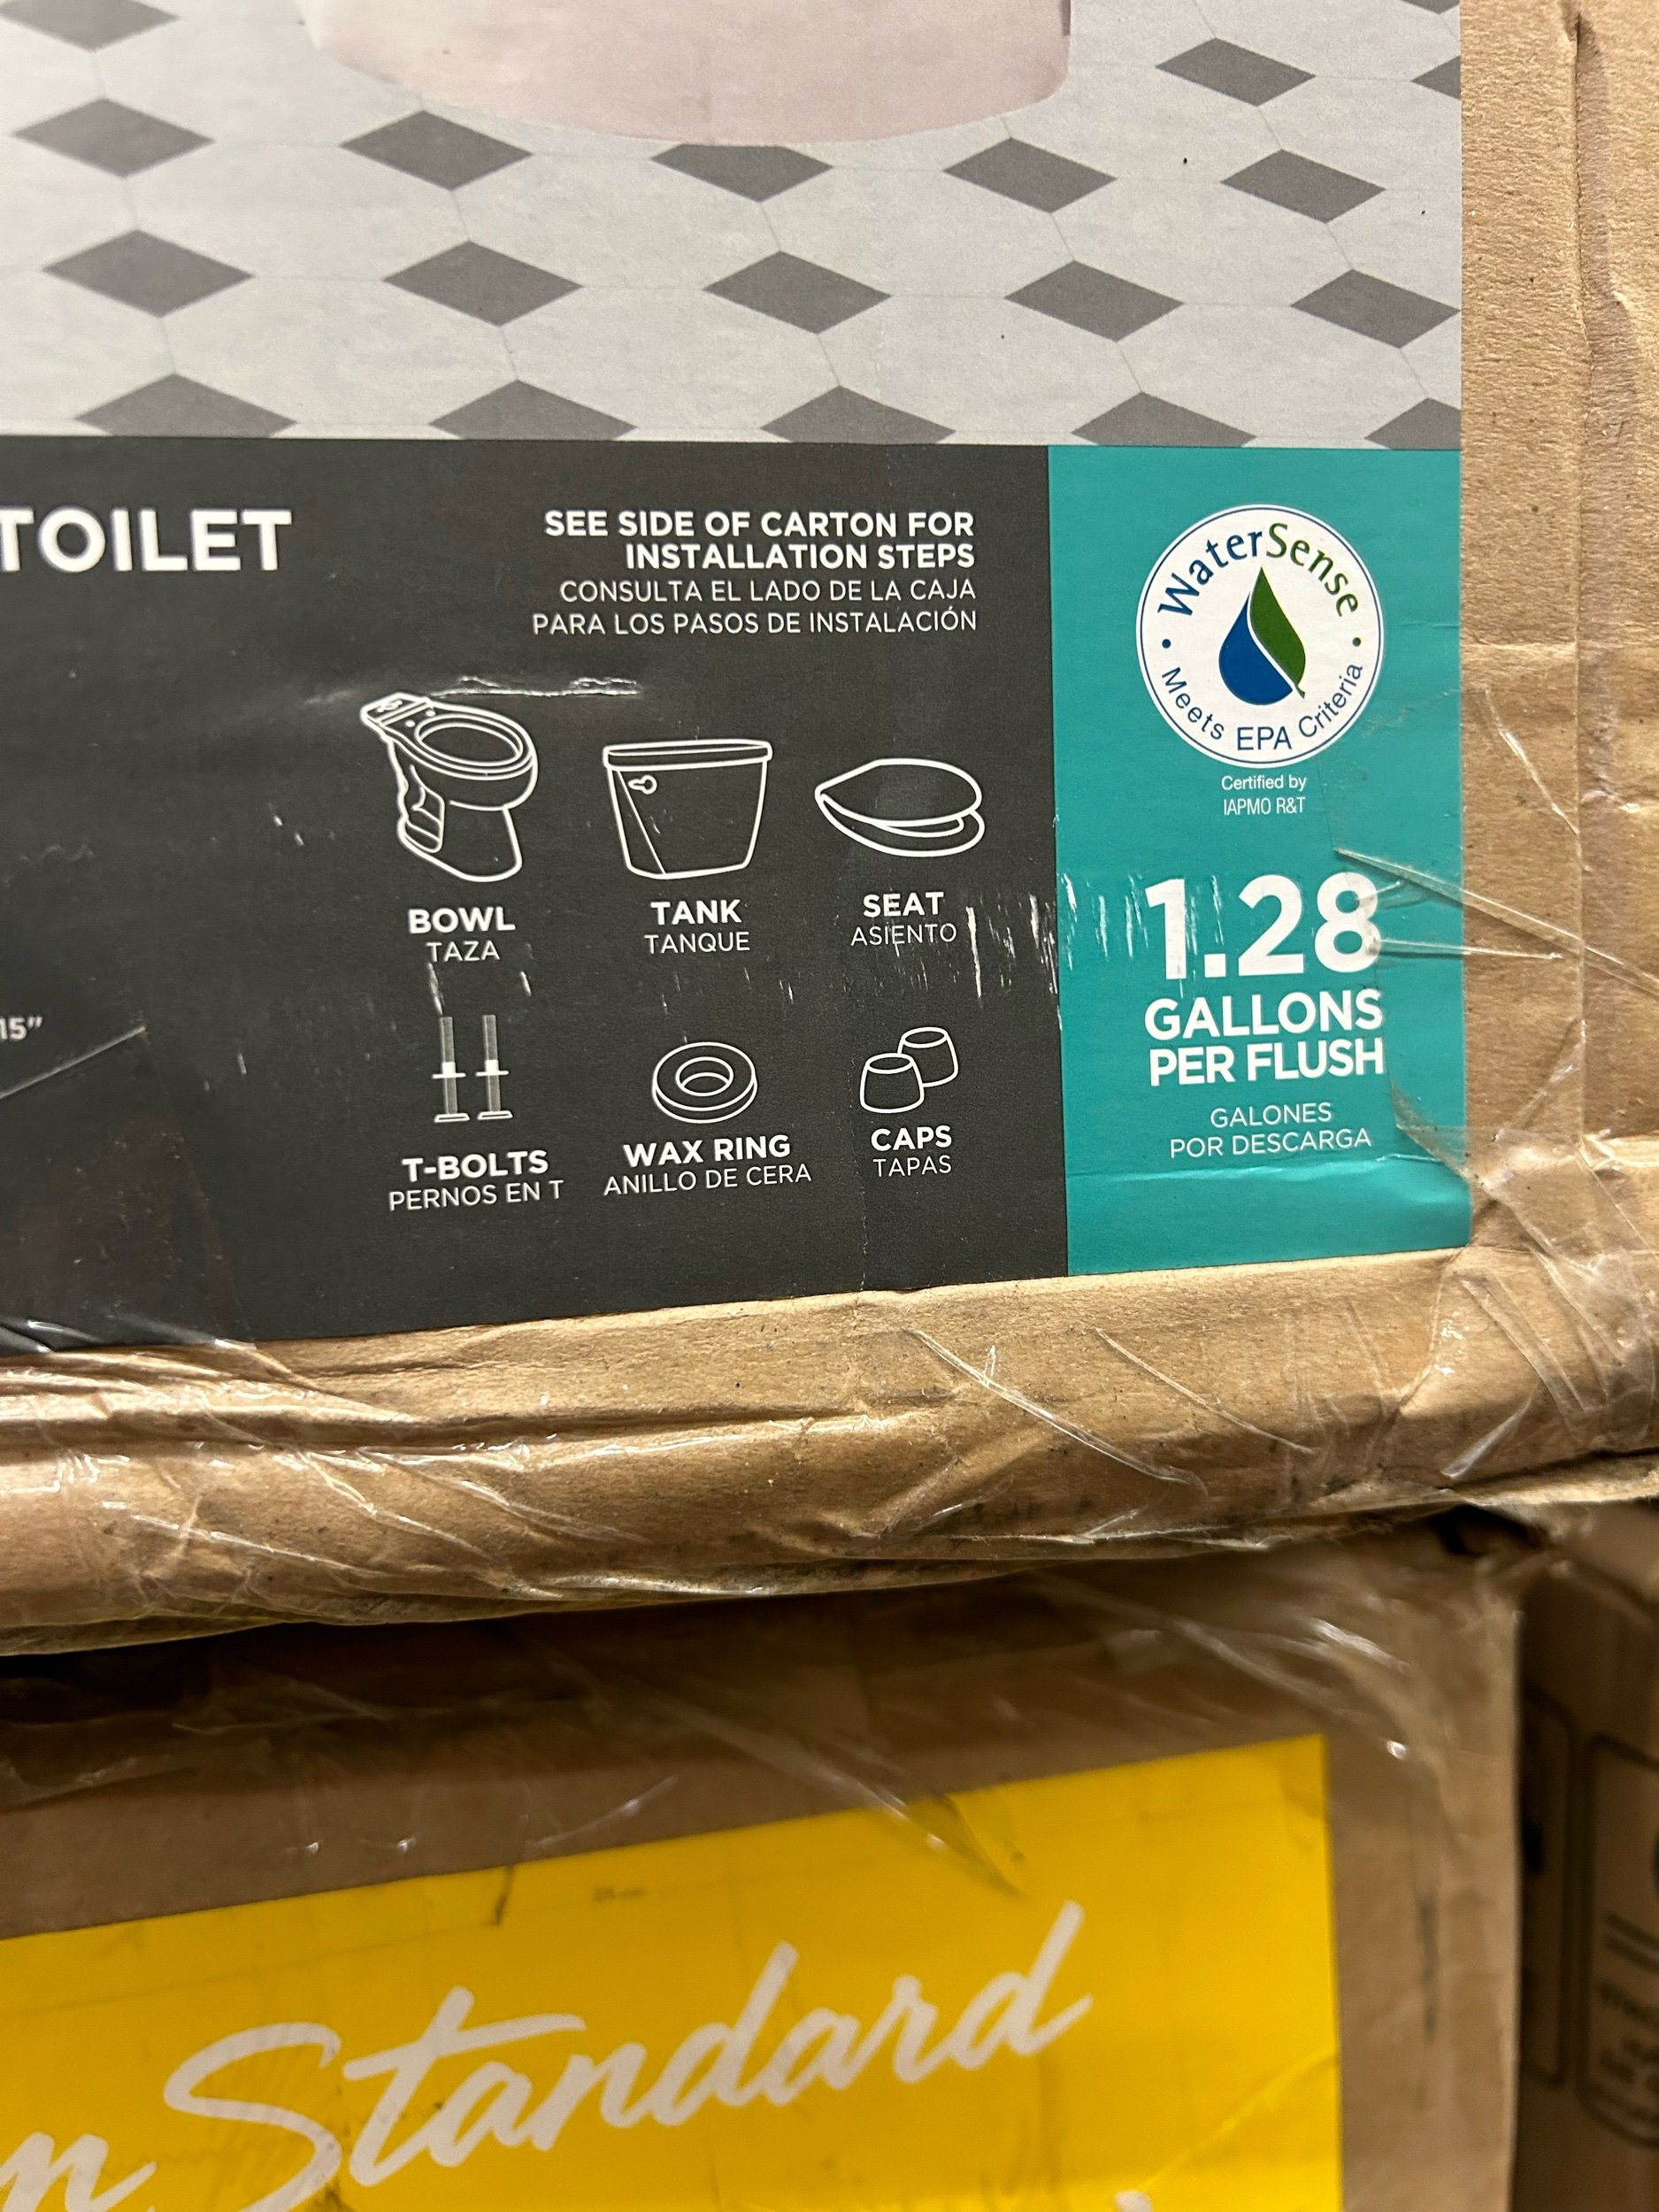 TOILET
SEE SIDE OF CARTON FOR
INSTALLATION STEPS
CONSULTA EL LADO DE LA CAJA
PARA LOS PASOS DE INSTALACIÓN
BOWL
TAZA
TANK
TANQUE
SEAT
ASIENTO
15"
T-BOLTS
PERNOS EN T
WAX RING
ANILLO DE CERA
CAPS
TAPAS
WaterSense
Meets EPA Criteria
Certified by
IAPMO R&T
1.28
GALLONS
PER FLUSH
GALONES
POR DESCARGA
Standard